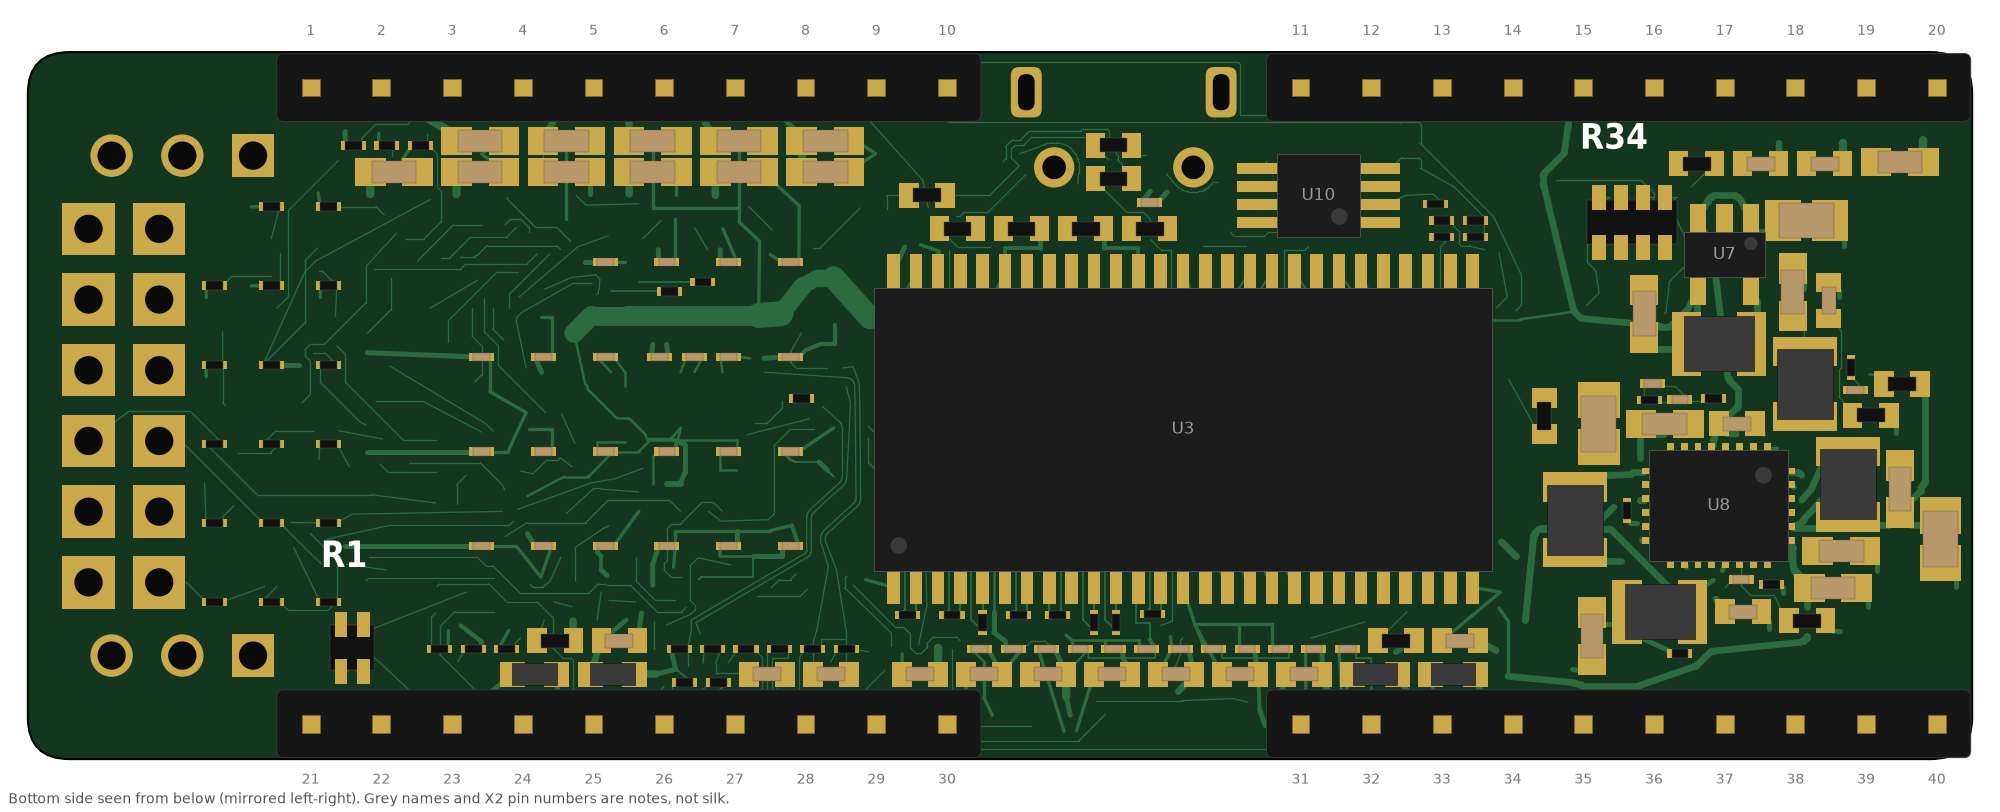 1 2 3 4 5 6 7 8 9 10 11 12 13 14 15 16 17 18 19 20
R34
U10
U7
U3
U8
R1
21 22 23 24 25 26 27 28 29 30 31 32 33 34 35 36 37 38 39 40
Bottom side seen from below (mirrored left-right). Grey names and X2 pin numbers are notes, not silk.